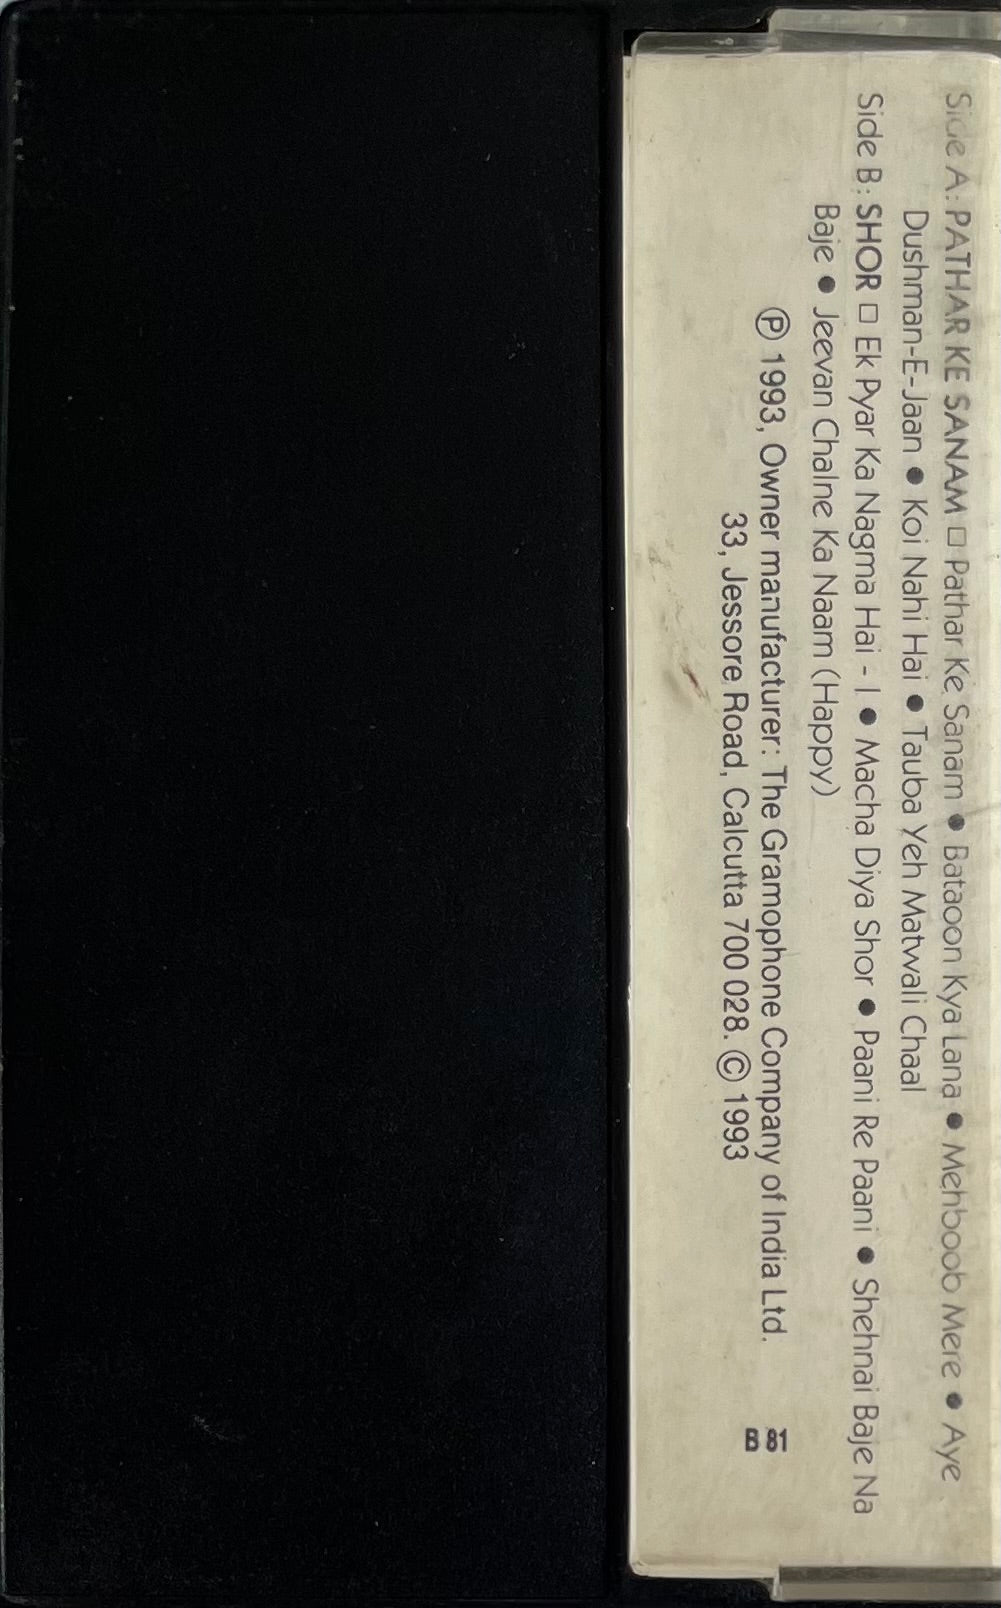 Side A: PATHAR KE SANAM □ Pathar Ke Sanam ● Bataoon Kya Lana ● Mehboob Mere ● Aye
Dushman-E-Jaan ● Koi Nahi Hai ● Tauba Yeh Matwali Chaal
Side B: SHOR □ Ek Pyar Ka Nagma Hai - I ● Macha Diya Shor ● Paani Re Paani ● Shehnai Baje Na
Baje ● Jeevan Chalne Ka Naam (Happy)
Ⓟ 1993, Owner manufacturer: The Gramophone Company of India Ltd.
33, Jessore Road, Calcutta 700 028. © 1993
81
B